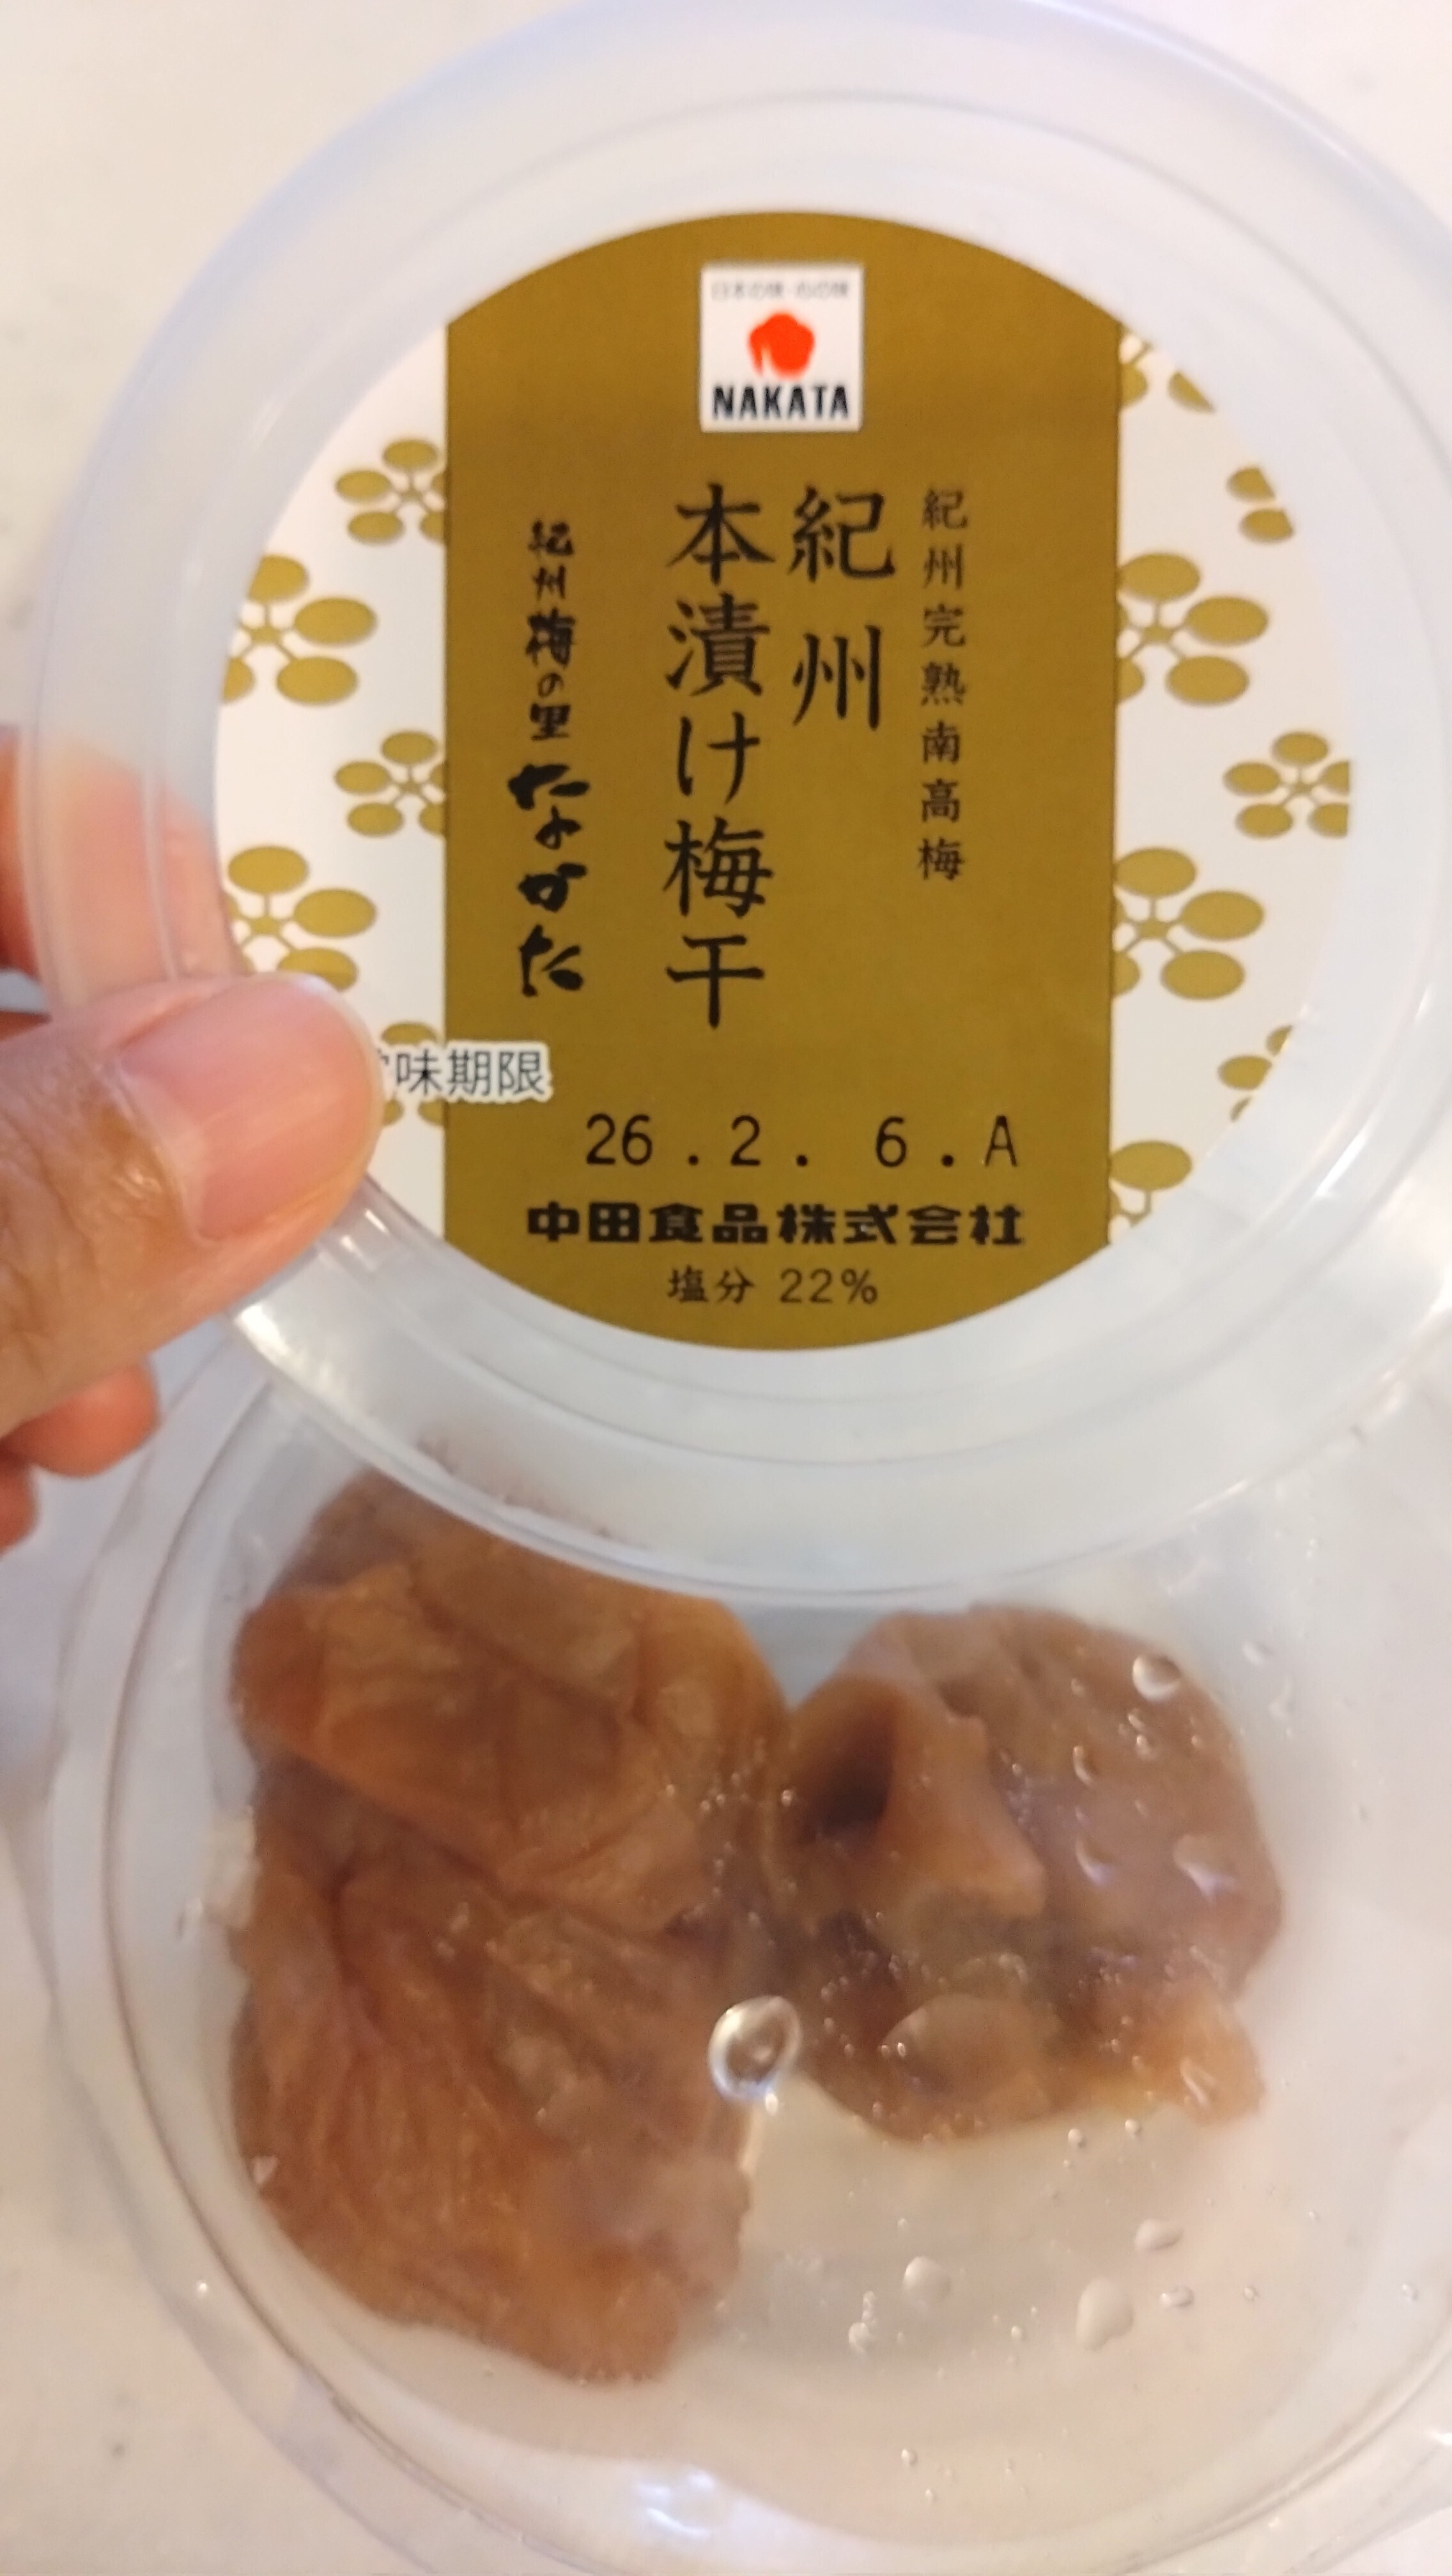 日本の味・心の味
NAKATA
紀州完熟南高梅
紀州
本漬け梅干
紀州梅の里なかた
味期限
26.2. 6.A
中田食品株式会社
塩分 22%